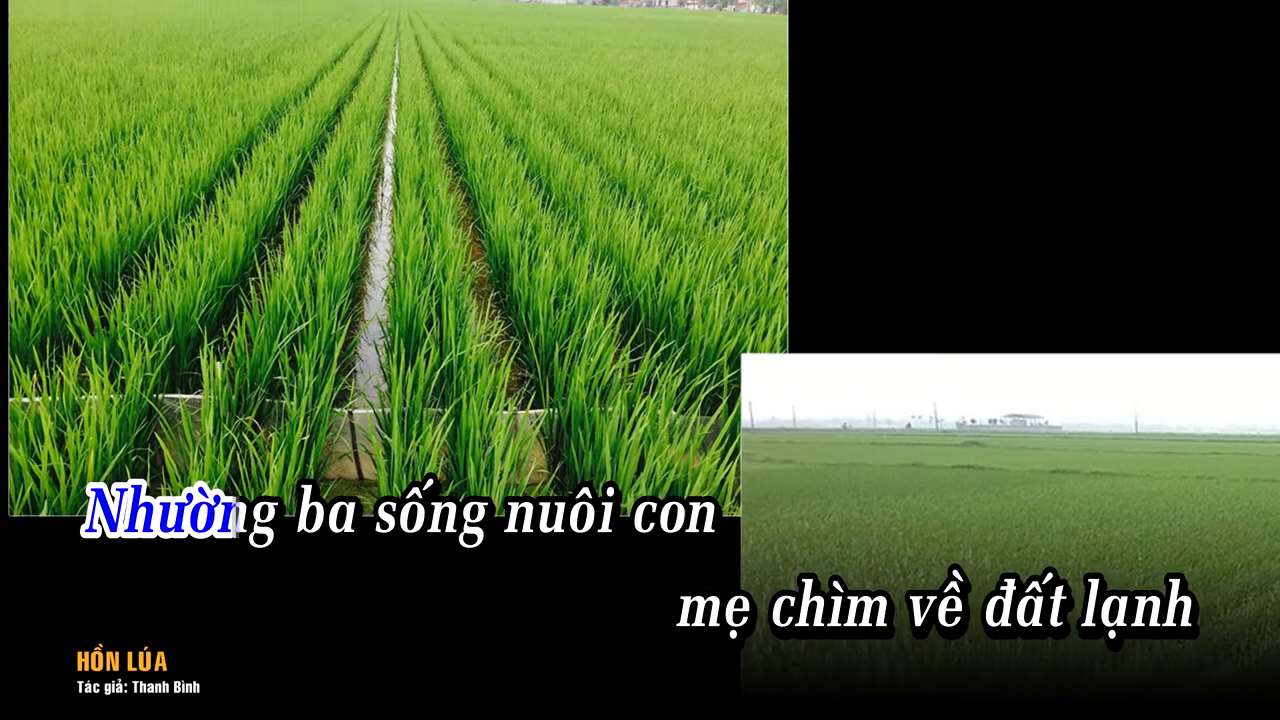 Nhường ba sống nuôi con
mẹ chìm về đất lạnh
HỒN LÚA
Tác giả: Thanh Bình